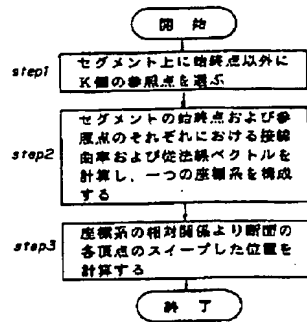 開始
step1
セグメント上に始終点以外に
K個の参照点を選ぶ
step2
セグメントの始終点および参
照点のそれぞれにおける接線
曲率および従法線ベクトルを
計算し、一つの座標系を構成
する
step3
座標系の相対関係より断面の
各頂点のスイープした位置を
計算する
終了